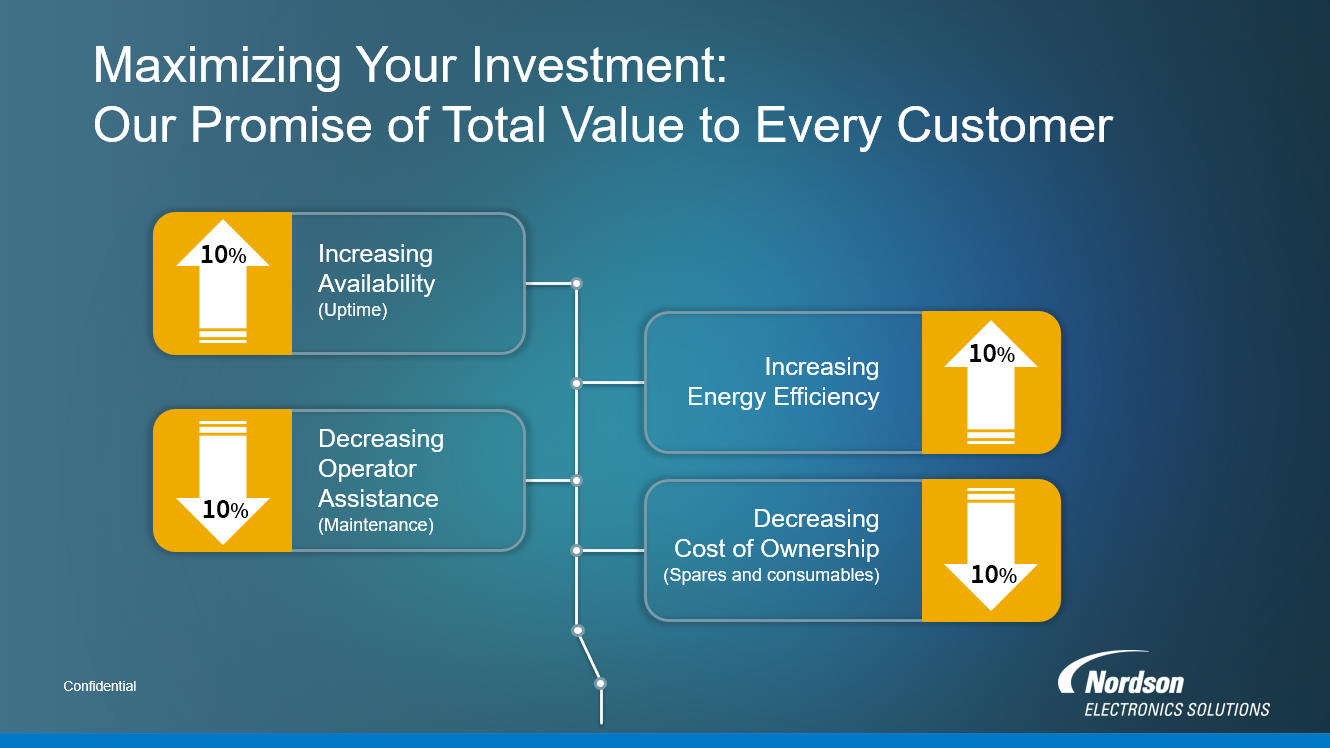 Maximizing Your Investment:
Our Promise of Total Value to Every Customer
10%
Increasing
Availability
(Uptime)
Increasing
Energy Efficiency
10%
10%
Decreasing
Operator
Assistance
(Maintenance)
Decreasing
Cost of Ownership
(Spares and consumables)
10%
Confidential
Nordson
ELECTRONICS SOLUTIONS